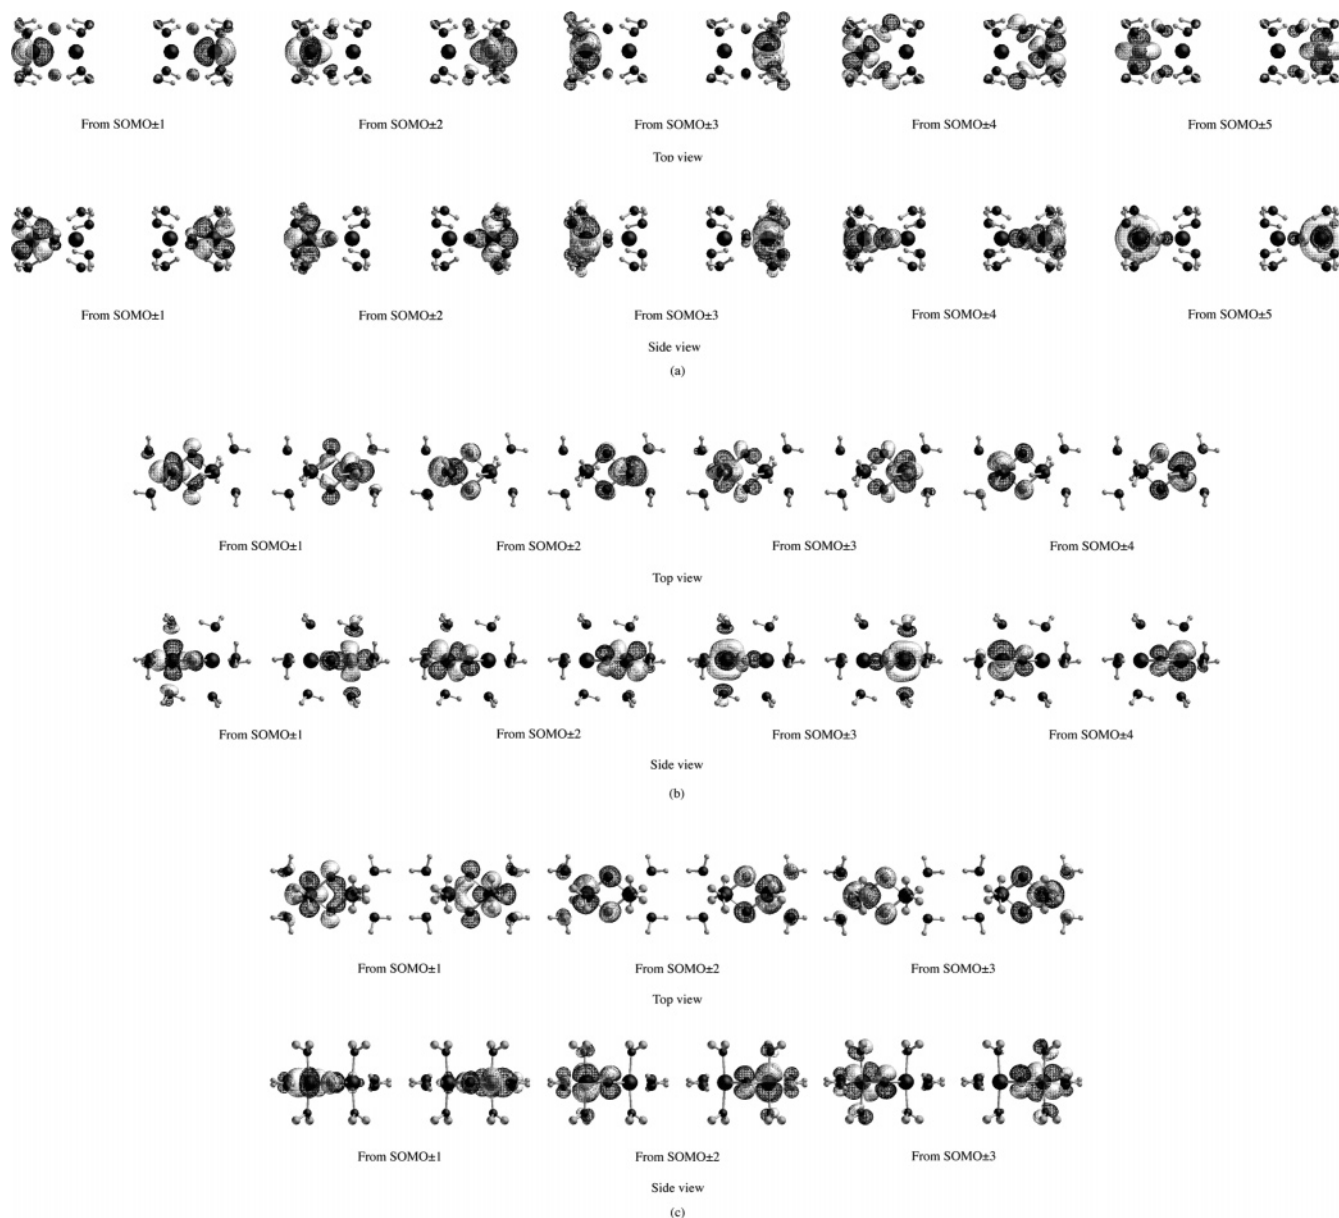 From SOMO±1 From SOMO±2 From SOMO±3 From SOMO±4 From SOMO±5
Top view
From SOMO±1 From SOMO±2 From SOMO±3 From SOMO±4 From SOMO±5
Side view
(a)
From SOMO±1 From SOMO±2 From SOMO±3 From SOMO±4
Top view
From SOMO±1 From SOMO±2 From SOMO±3 From SOMO±4
Side view
(b)
From SOMO±1 From SOMO±2 From SOMO±3
Top view
From SOMO±1 From SOMO±2 From SOMO±3
Side view
(c)